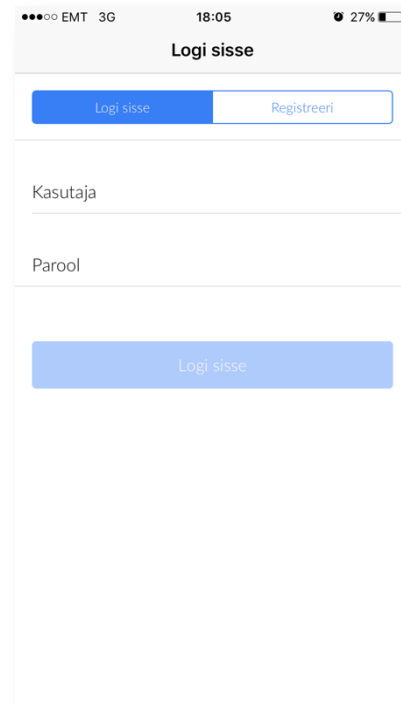 EMT 3G 18:05 27%
Logi sisse
Logi sisse Registreeri
Kasutaja
Parool
Logi sisse